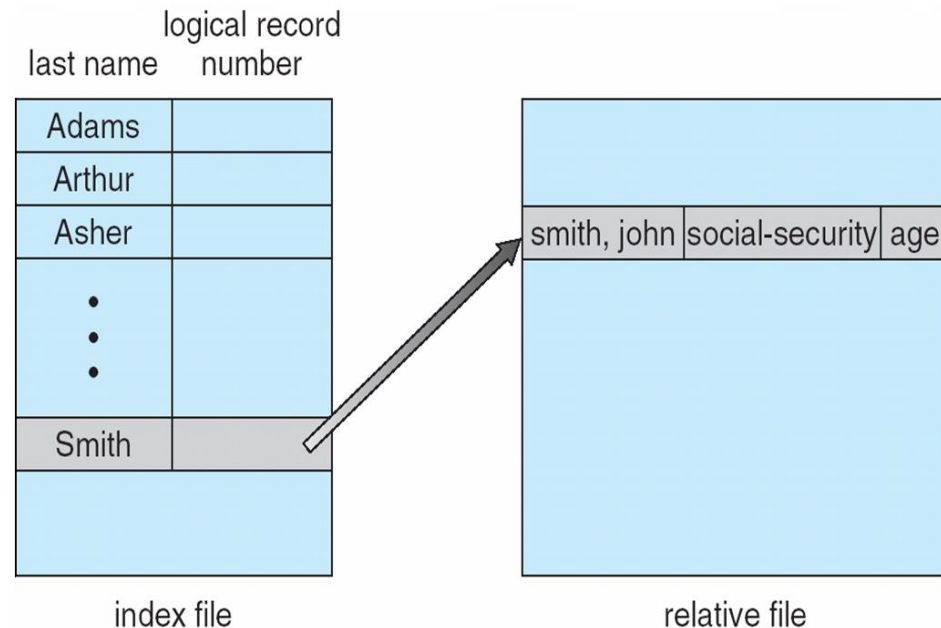 logical record
last name number
Adams
Arthur
Asher
Smith
smith, john social-security age
index file relative file